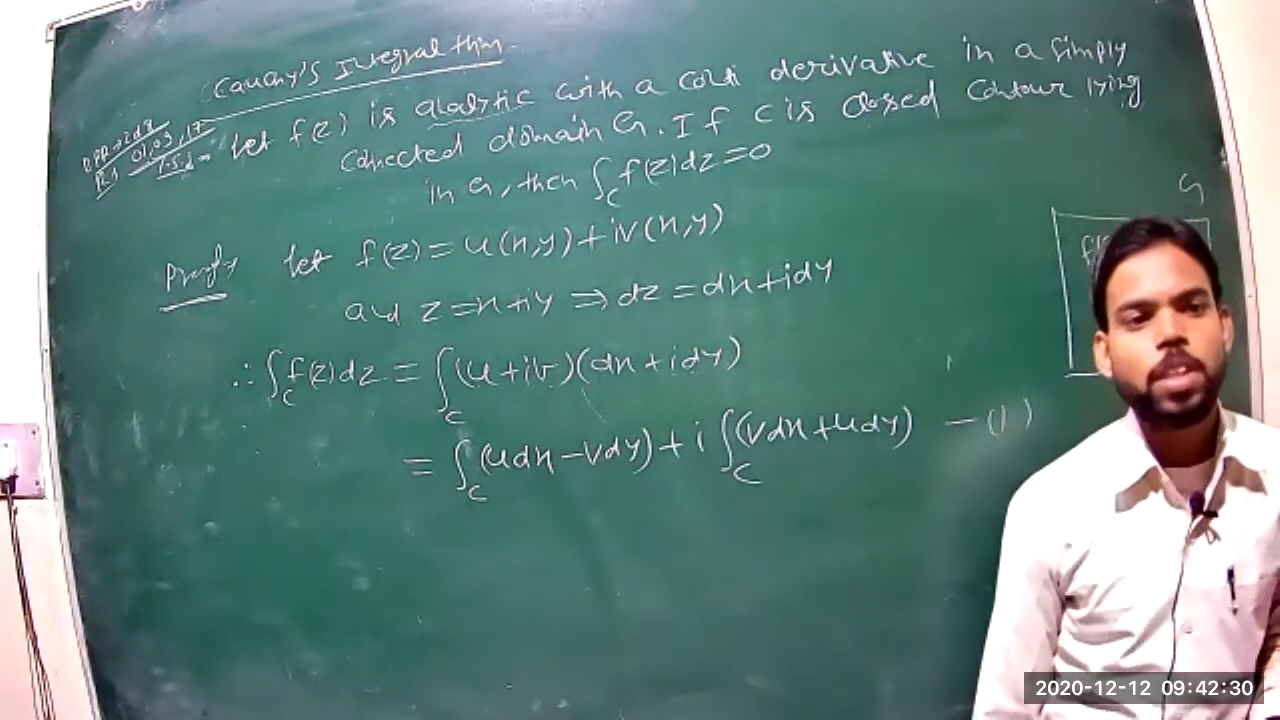 Cauchy's Integral thm
Let f(z) is analytic with a conti derivative in a simply
connected domain G. If C is closed contour lying
in G, then ∫_C f(z)dz = 0
Proof Let f(z) = u(x,y) + iv(x,y)
and z = x+iy ⇒ dz = dx+idy
∴ ∫_C f(z)dz = ∫_C (u+iv)(dx+idy)
= ∫_C (udx - vdy) + i ∫_C (vdx + udy) - (1)
G
2020-12-12 09:42:30